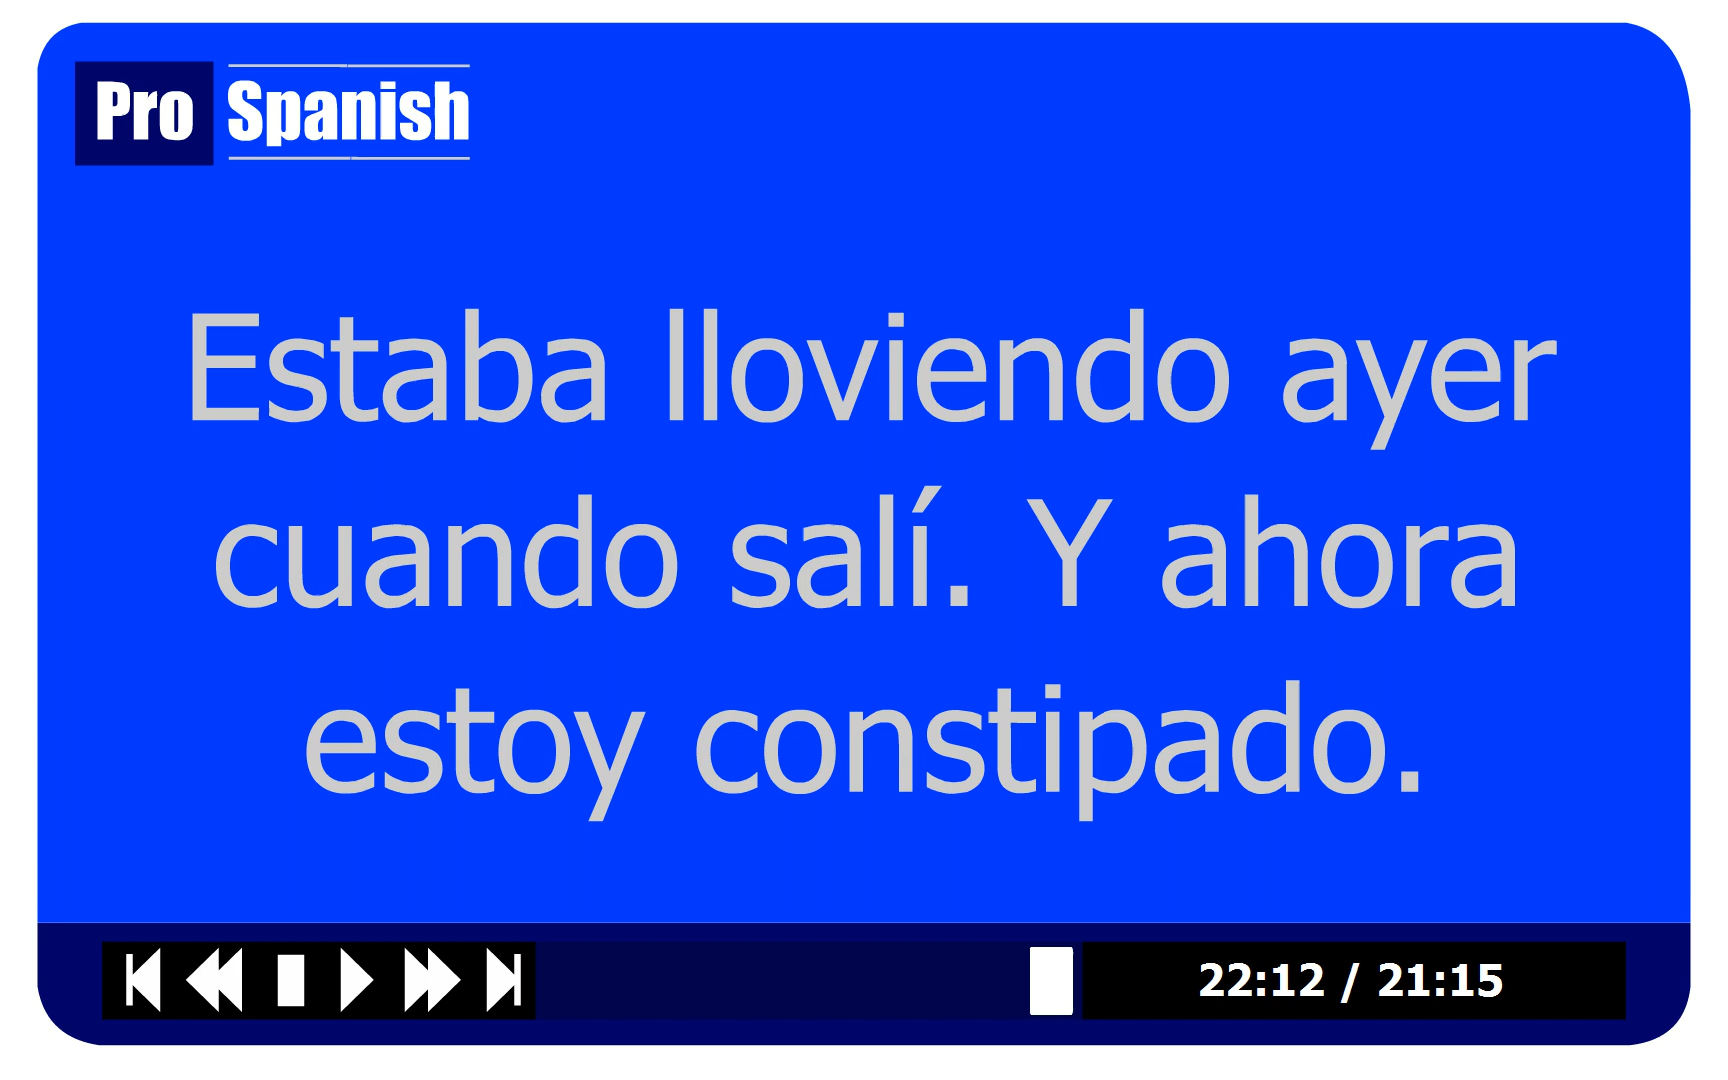 Pro Spanish
Estaba lloviendo ayer
cuando salí. Y ahora
estoy constipado.
22:12 / 21:15